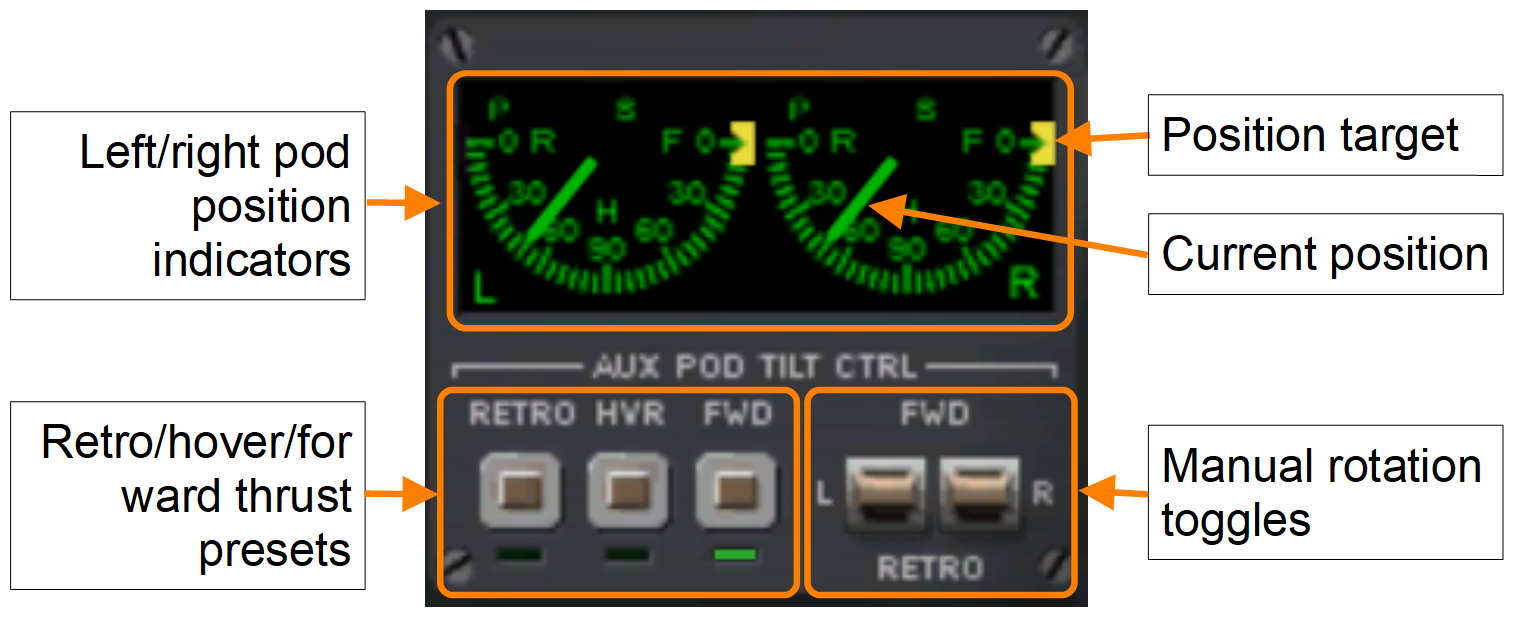 Left/right pod
position
indicators
P S P S
0 R F 0 0 R F 0
30 30 30 30
H
60 60 60 60
90 90
L R
Position target
Current position
AUX POD TILT CTRL
Retro/hover/for
ward thrust
presets
RETRO HVR FWD
FWD
L R
RETRO
Manual rotation
toggles